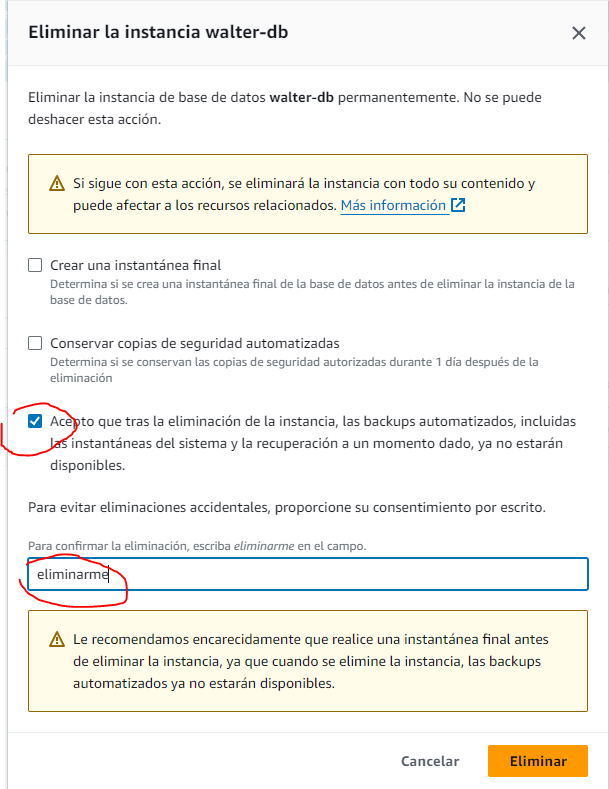 Eliminar la instancia walter-db
Eliminar la instancia de base de datos walter-db permanentemente. No se puede
deshacer esta acción.
Si sigue con esta acción, se eliminará la instancia con todo su contenido y
puede afectar a los recursos relacionados. Más información
Crear una instantánea final
Determina si se crea una instantánea final de la base de datos antes de eliminar la instancia de la
base de datos.
Conservar copias de seguridad automatizadas
Determina si se conservan las copias de seguridad autorizadas durante 1 día después de la
eliminación
Acepto que tras la eliminación de la instancia, las backups automatizados, incluidas
las instantáneas del sistema y la recuperación a un momento dado, ya no estarán
disponibles.
Para evitar eliminaciones accidentales, proporcione su consentimiento por escrito.
Para confirmar la eliminación, escriba eliminarme en el campo.
eliminarme
Le recomendamos encarecidamente que realice una instantánea final antes
de eliminar la instancia, ya que cuando se elimine la instancia, las backups
automatizados ya no estarán disponibles.
Cancelar
Eliminar